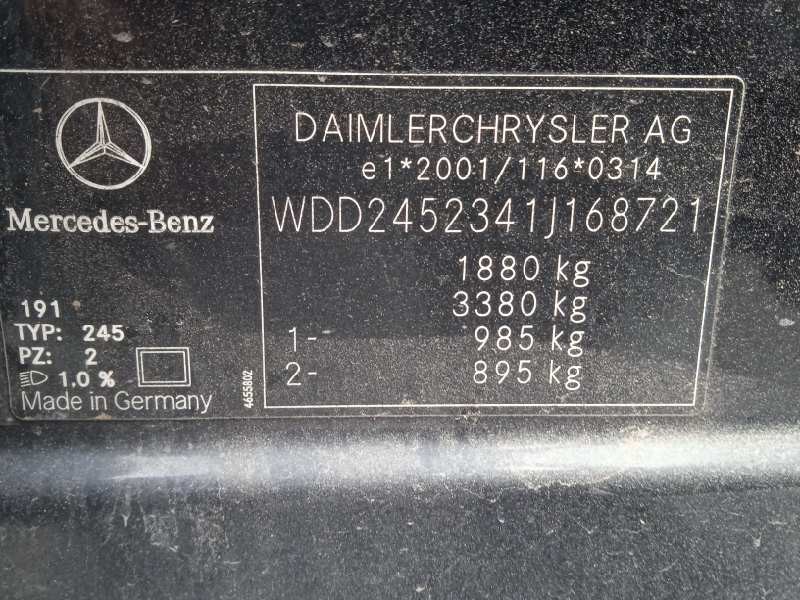 Mercedes-Benz
191
TYP: 245
PZ: 2
1.0 %
Made in Germany
4655802
DAIMLERCHRYSLER AG
e1*2001/116*0314
WDD2452341J168721
1880 kg
3380 kg
1- 985 kg
2- 895 kg